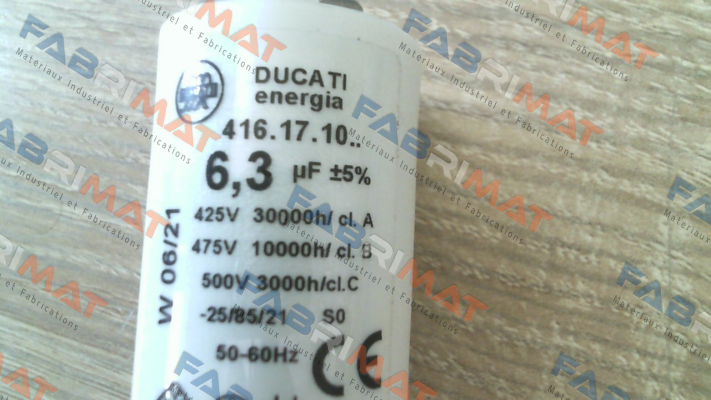 DUCATI
energia
416.17.10..
6,3 µF ±5%
425V 30000h/ cl. A
475V 10000h/ cl. B
500V 3000h/cl.C
-25/85/21 S0
50-60Hz CE
W 06/21
FABRIMAT
Materiaux Industriel et Fabrications